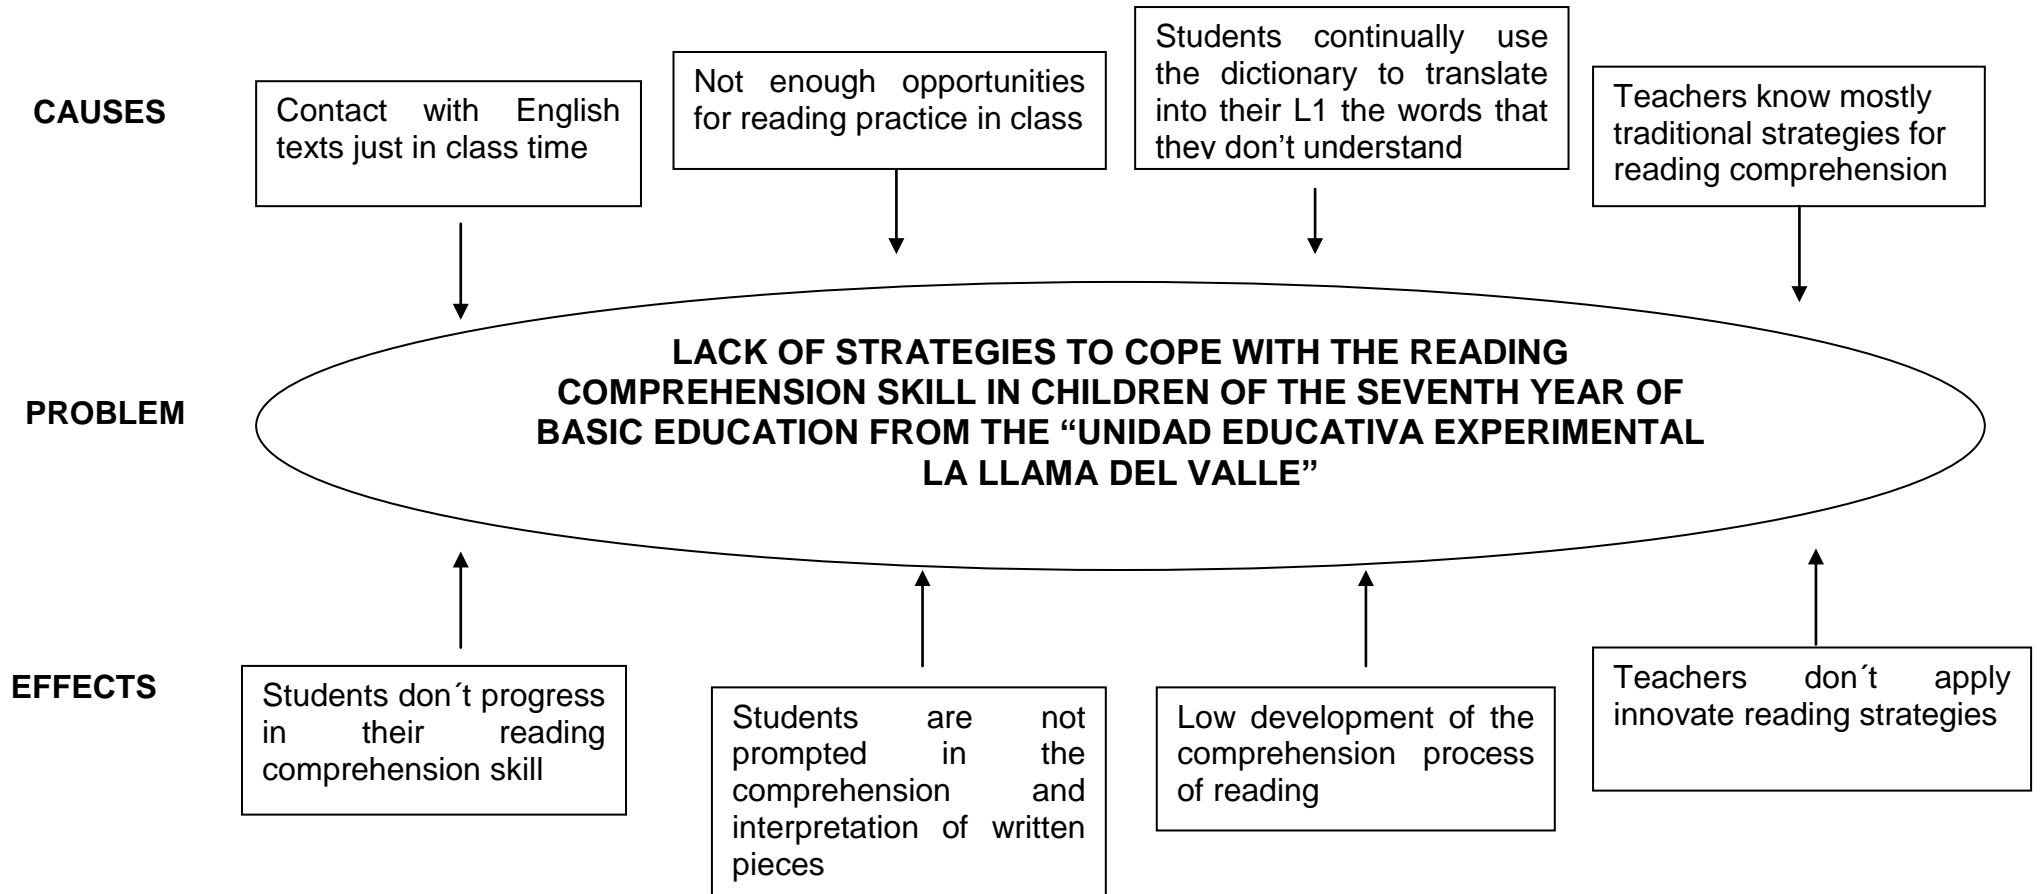 CAUSES
Contact with English
texts just in class time
Not enough opportunities
for reading practice in class
Students continually use
the dictionary to translate
into their L1 the words that
they don't understand
Teachers know mostly
traditional strategies for
reading comprehension
PROBLEM
LACK OF STRATEGIES TO COPE WITH THE READING
COMPREHENSION SKILL IN CHILDREN OF THE SEVENTH YEAR OF
BASIC EDUCATION FROM THE “UNIDAD EDUCATIVA EXPERIMENTAL
LA LLAMA DEL VALLE”
EFFECTS
Students don´t progress
in their reading
comprehension skill
Students are not
prompted in the
comprehension and
interpretation of written
pieces
Low development of the
comprehension process
of reading
Teachers don´t apply
innovate reading strategies